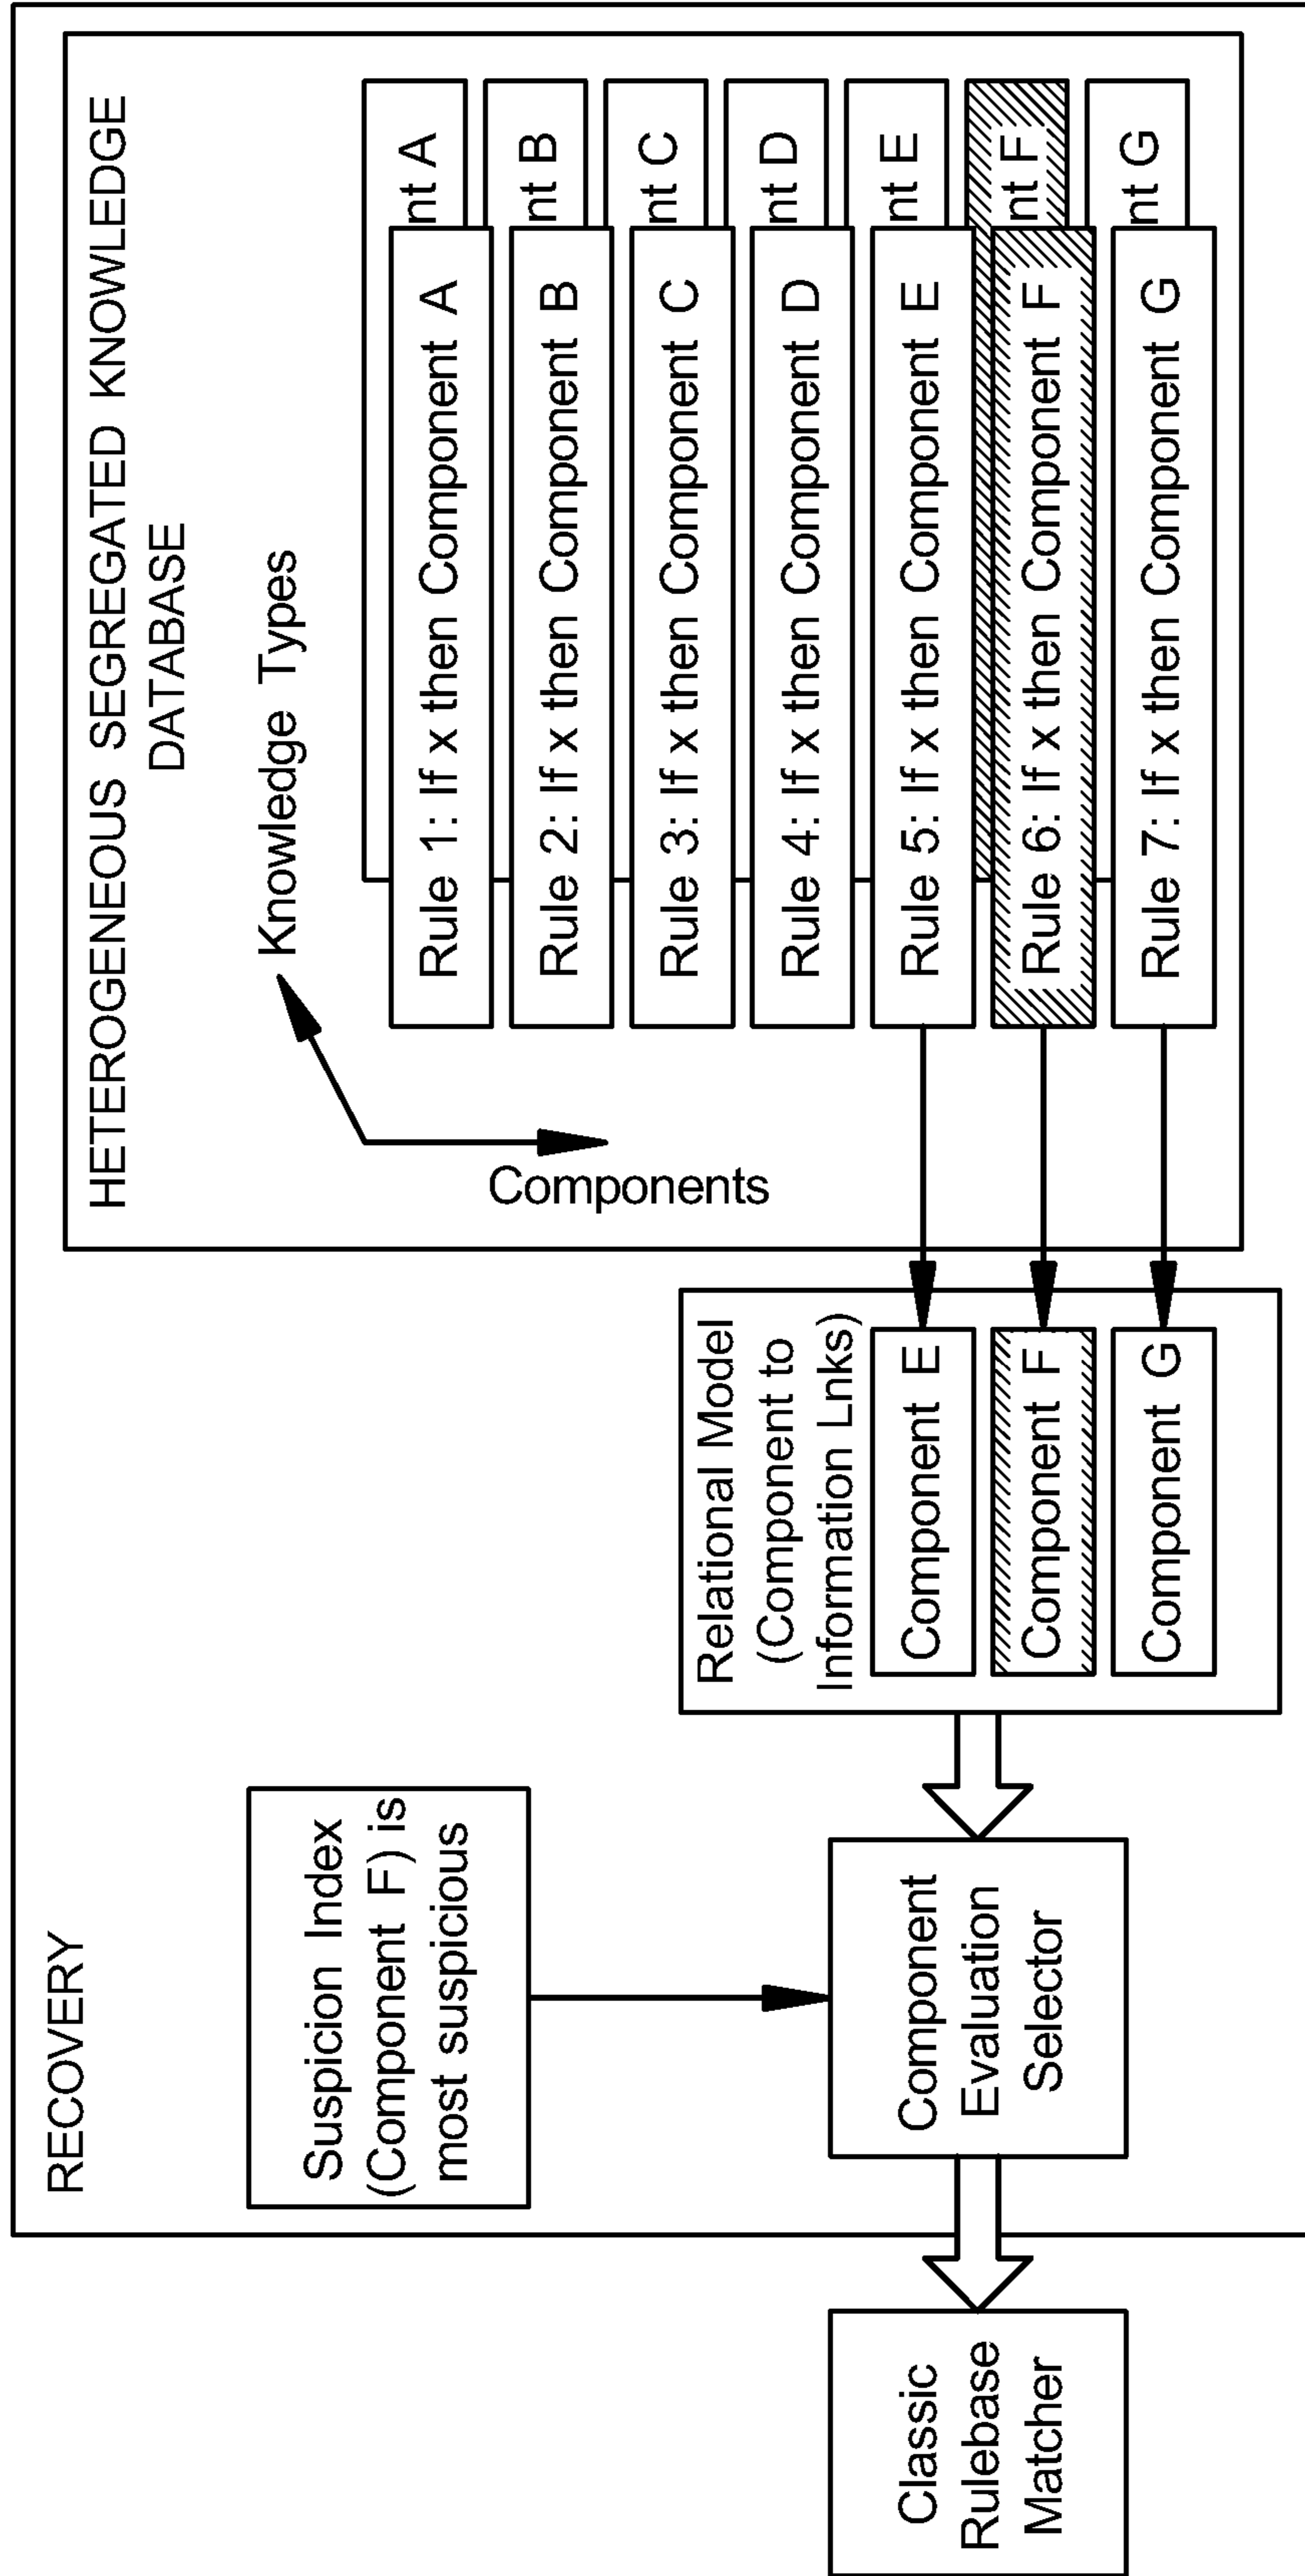 RECOVERY
HETEROGENEOUS SEGREGATED KNOWLEDGE
DATABASE
Knowledge Types
Components
nt A
Rule 1: If x then Component A
nt B
Rule 2: If x then Component B
nt C
Rule 3: If x then Component C
nt D
Rule 4: If x then Component D
nt E
Rule 5: If x then Component E
nt F
Rule 6: If x then Component F
nt G
Rule 7: If x then Component G
Relational Model
(Component to
Information Lnks)
Component E
Component F
Component G
Suspicion Index
(Component F) is
most suspicious
Component
Evaluation
Selector
Classic
Rulebase
Matcher